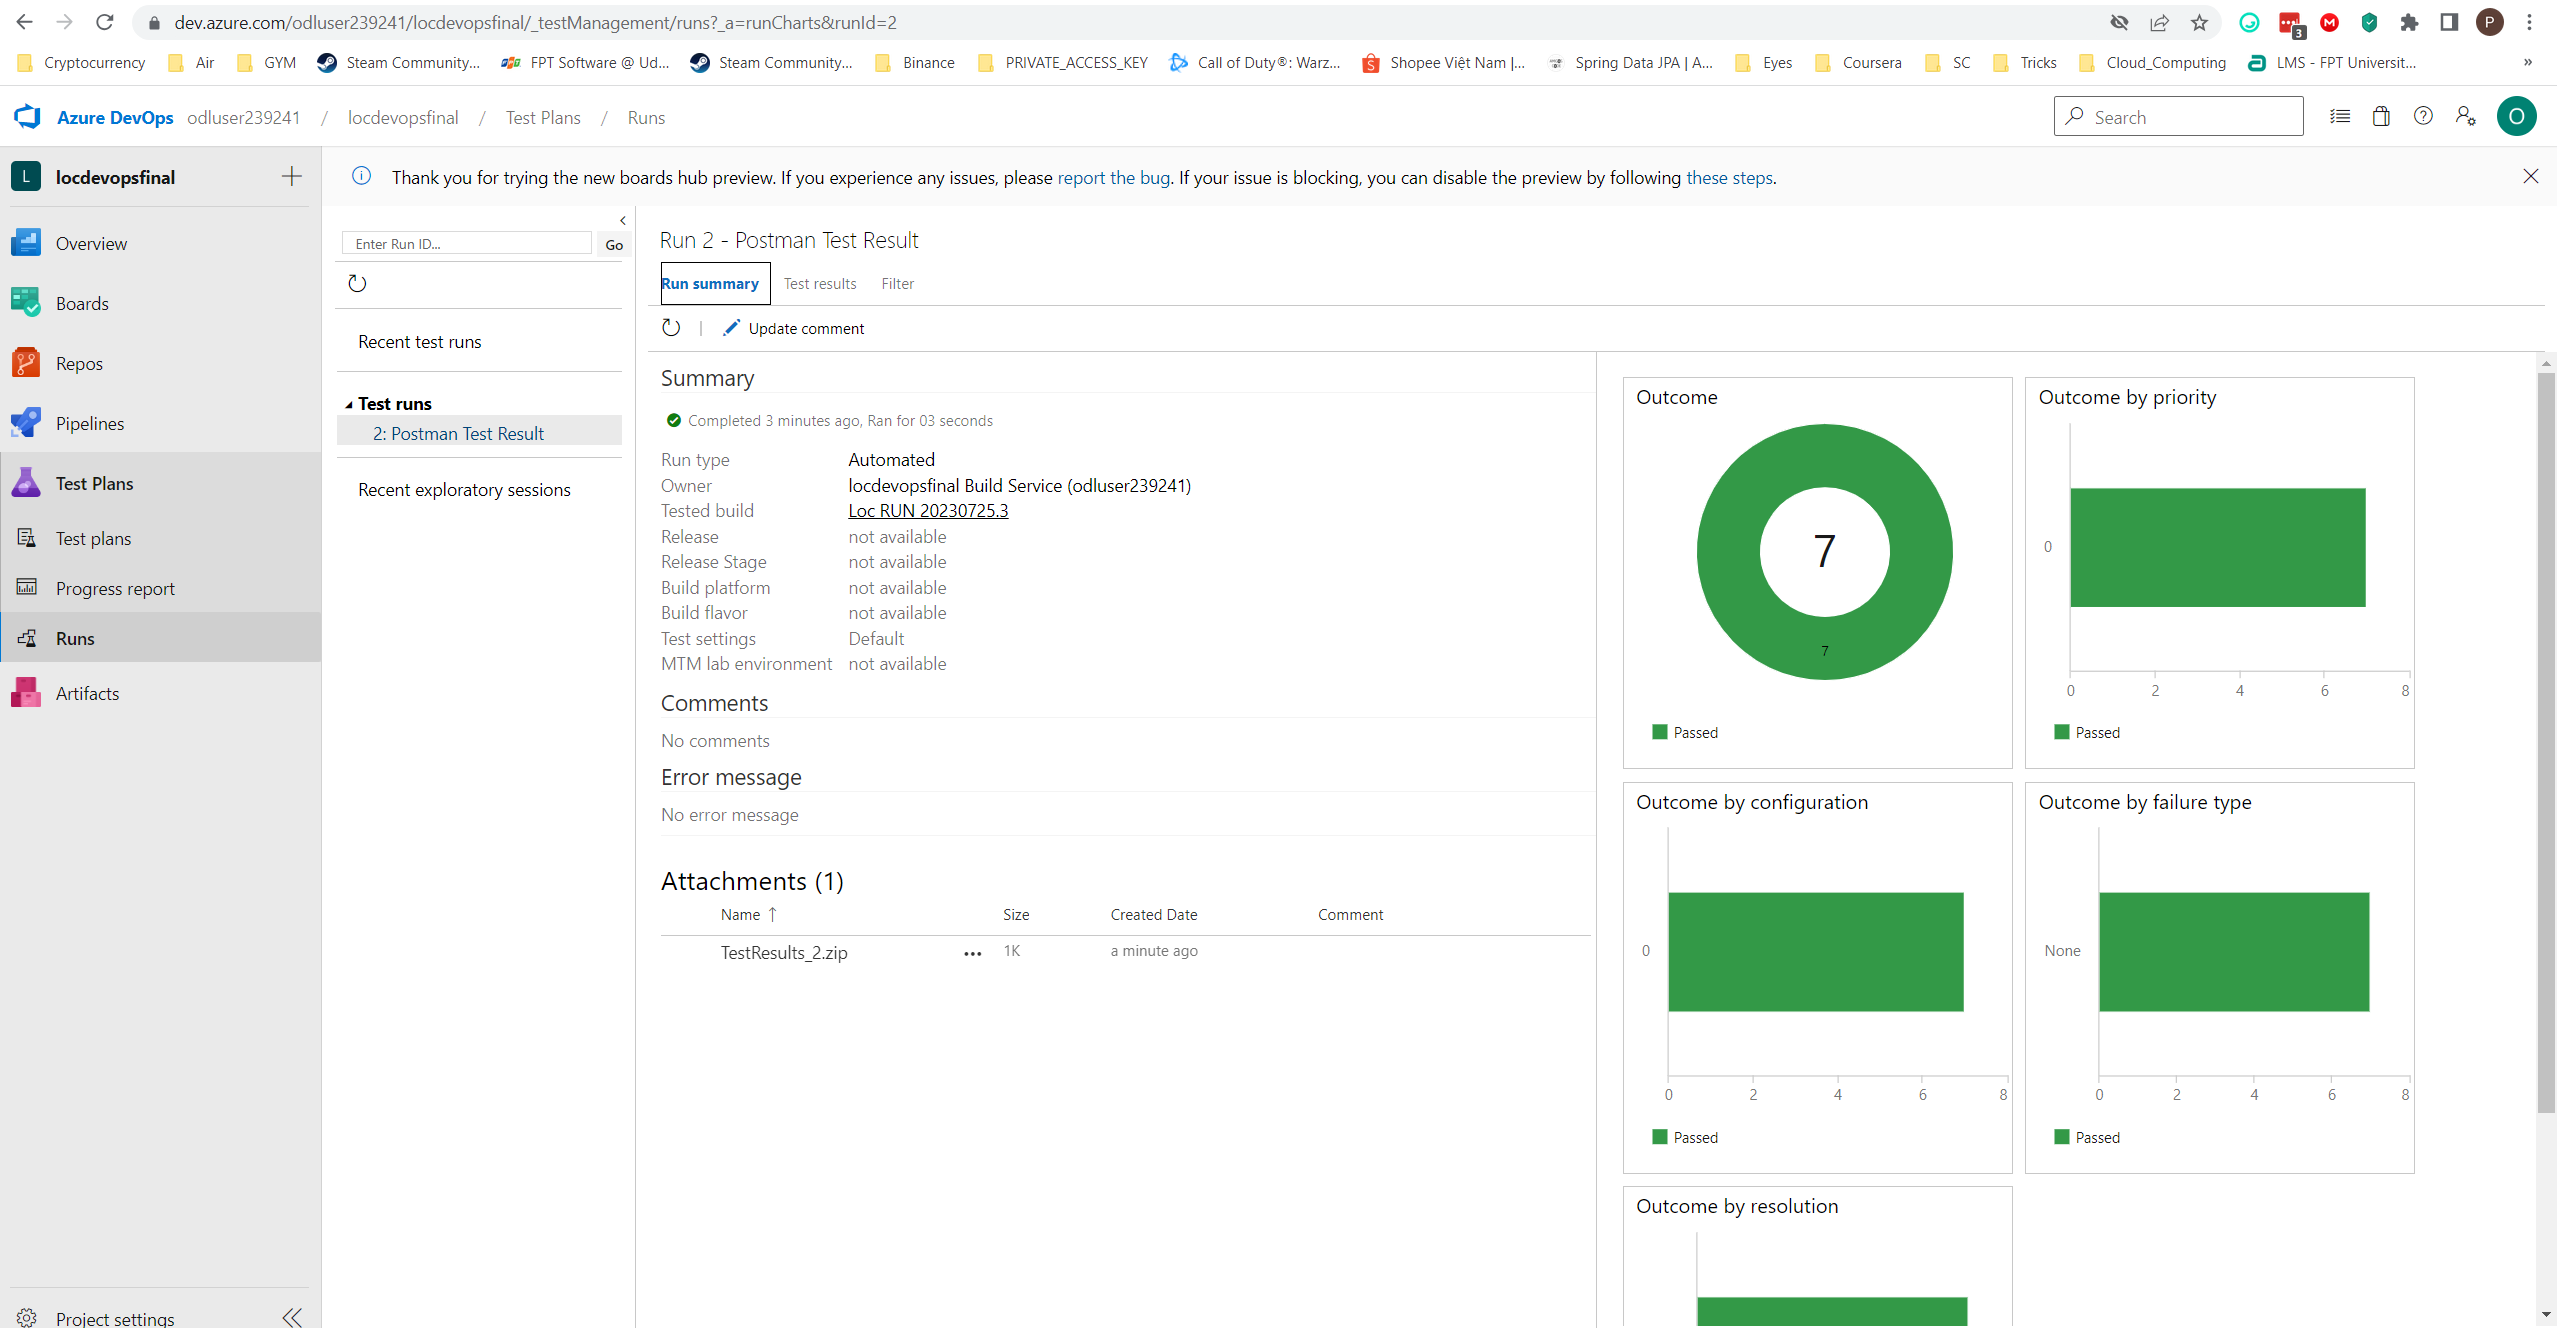 dev.azure.com/odluser239241/locdevopsfinal/_testManagement/runs?_a=runCharts&runId=2
3
P
Cryptocurrency Air GYM Steam Community... FPT Software @ Ud... Steam Community... Binance PRIVATE_ACCESS_KEY Call of Duty®: Warz... Shopee Việt Nam |... Spring Data JPA | A... Eyes Coursera SC Tricks Cloud_Computing LMS - FPT Universit... »
Azure DevOps odluser239241 / locdevopsfinal / Test Plans / Runs
Search
O
L locdevopsfinal
Overview
Boards
Repos
Pipelines
Test Plans
Test plans
Progress report
Runs
Artifacts
Project settings
Thank you for trying the new boards hub preview. If you experience any issues, please report the bug. If your issue is blocking, you can disable the preview by following these steps.
Enter Run ID... Go
Recent test runs
Test runs
2: Postman Test Result
Recent exploratory sessions
Run 2 - Postman Test Result
Run summary Test results Filter
Update comment
Summary
Completed 3 minutes ago, Ran for 03 seconds
Run type Automated
Owner locdevopsfinal Build Service (odluser239241)
Tested build Loc RUN 20230725.3
Release not available
Release Stage not available
Build platform not available
Build flavor not available
Test settings Default
MTM lab environment not available
Comments
No comments
Error message
No error message
Attachments (1)
Name ↑ Size Created Date Comment
TestResults_2.zip ••• 1K a minute ago
Outcome
7
7
Passed
Outcome by priority
0
0 2 4 6 8
Passed
Outcome by configuration
0
0 2 4 6 8
Passed
Outcome by failure type
None
0 2 4 6 8
Passed
Outcome by resolution